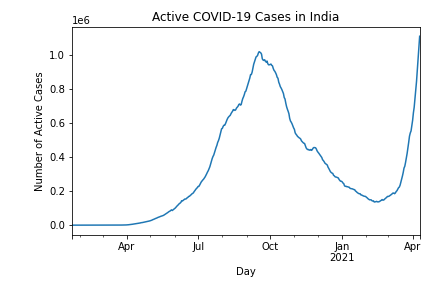 Active COVID-19 Cases in India
1e6
1.0
0.8
0.6
0.4
0.2
0.0
Number of Active Cases
Apr
Jul
Oct
Jan
2021
Apr
Day